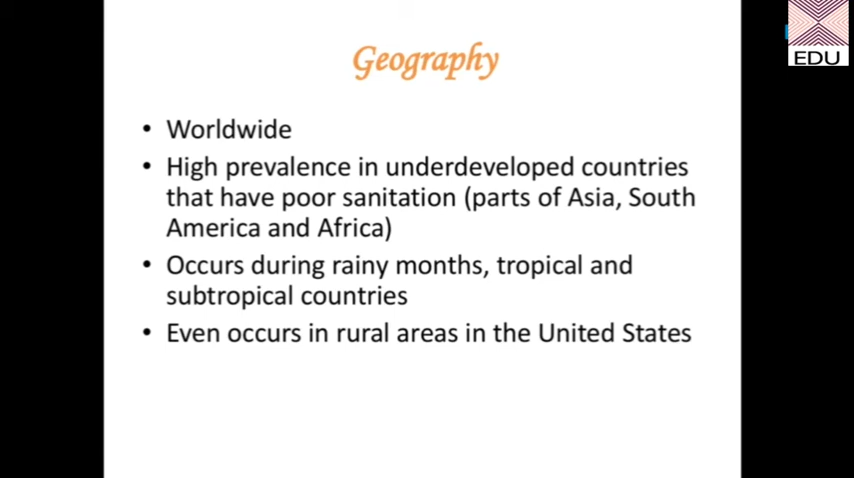 Geography
EDU
• Worldwide
• High prevalence in underdeveloped countries
that have poor sanitation (parts of Asia, South
America and Africa)
• Occurs during rainy months, tropical and
subtropical countries
• Even occurs in rural areas in the United States